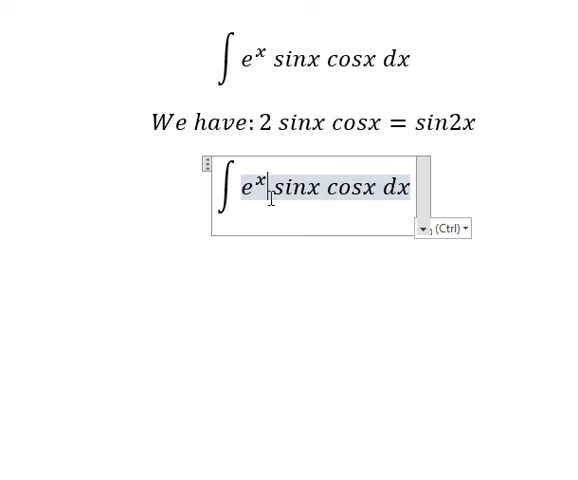 ∫ eˣ sinx cosx dx
We have: 2 sinx cosx = sin2x
∫ eˣ sinx cosx dx
(Ctrl)